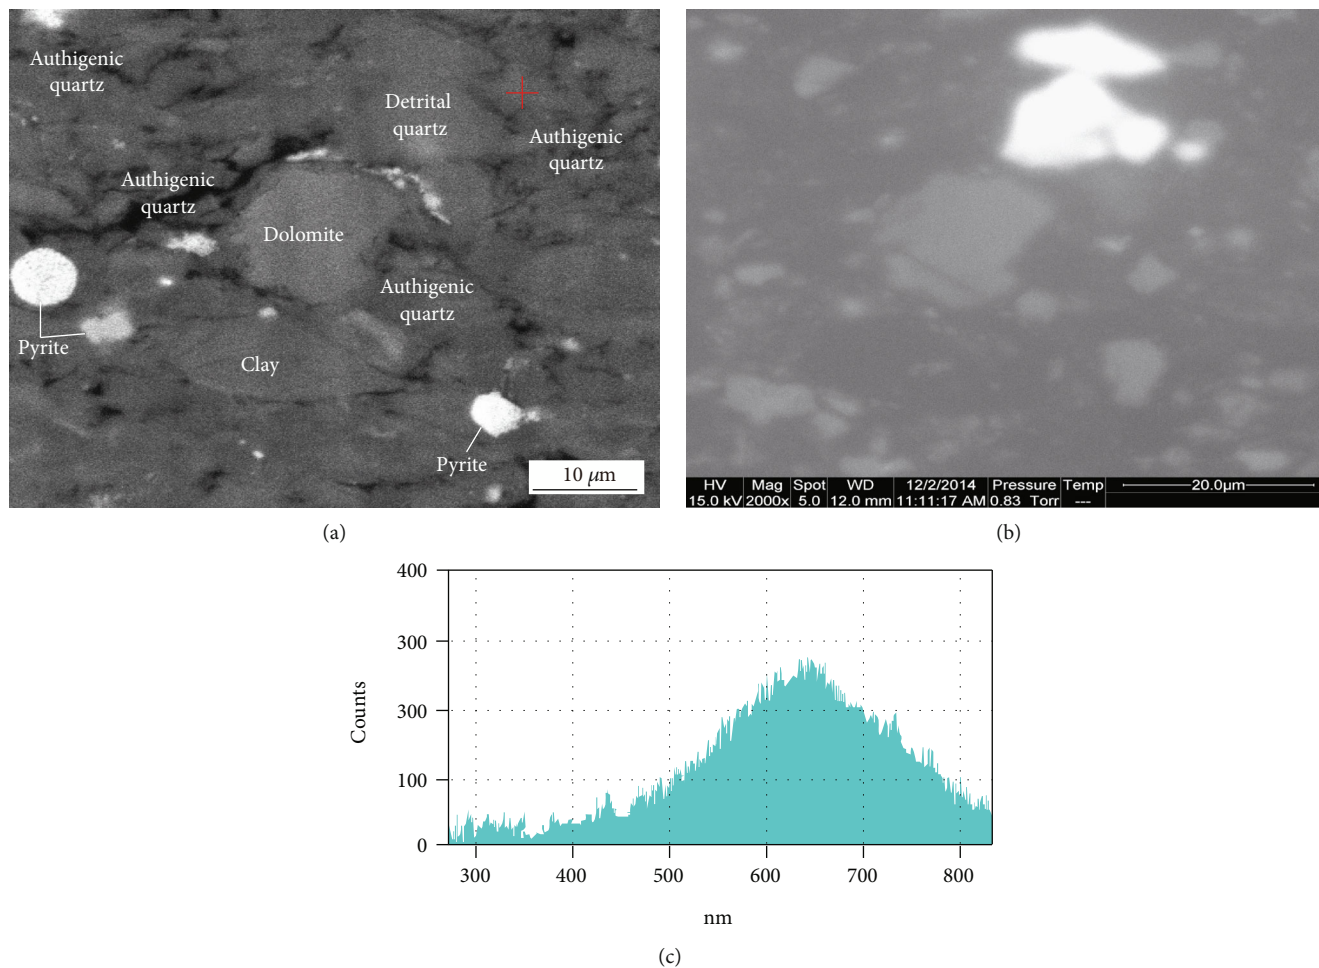 Authigenic
quartz
Detrital
quartz
Authigenic
quartz
Authigenic
quartz
Dolomite
Authigenic
quartz
Pyrite
Clay
Pyrite
10 μm
(a)
HV Mag Spot WD 12/2/2014 Pressure Temp 20.0μm
15.0 kV 2000x 5.0 12.0 mm 11:11:17 AM 0.83 Torr ---
(b)
400
300
300
100
0
Counts
300 400 500 600 700 800
nm
(c)